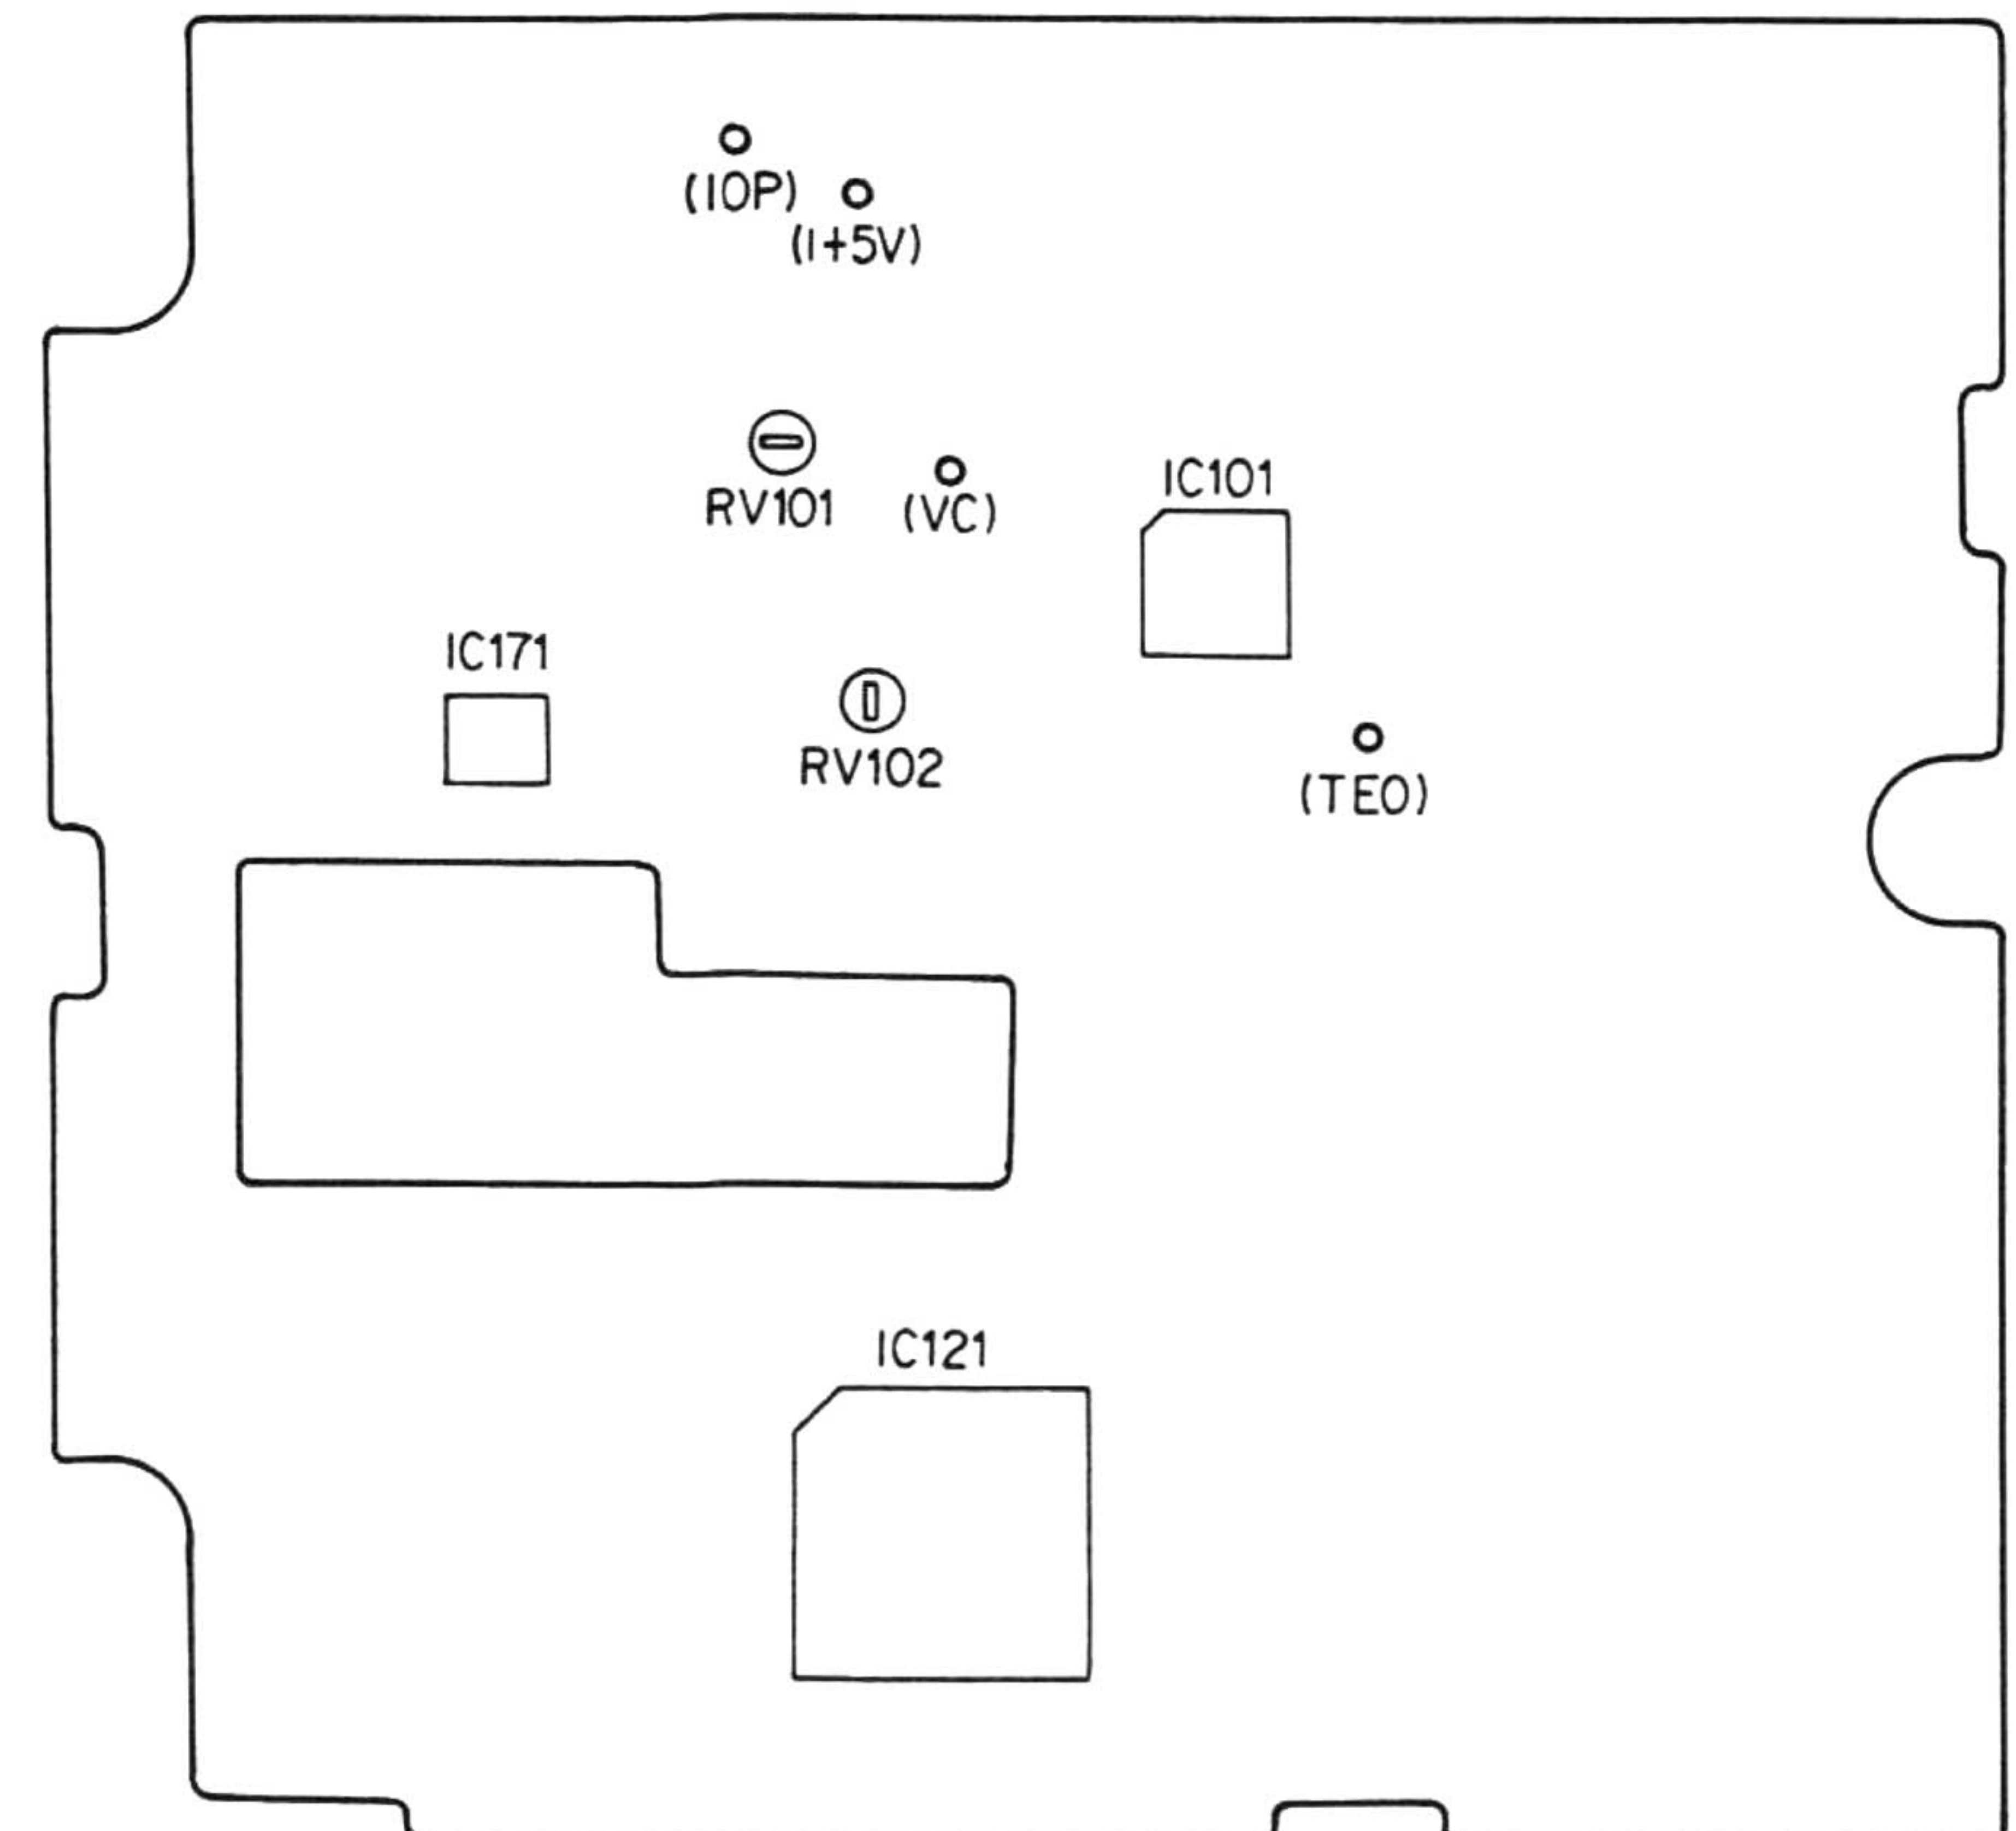 (IOP)
(I+5V)
RV101
(VC)
IC101
IC171
RV102
(TEO)
IC121